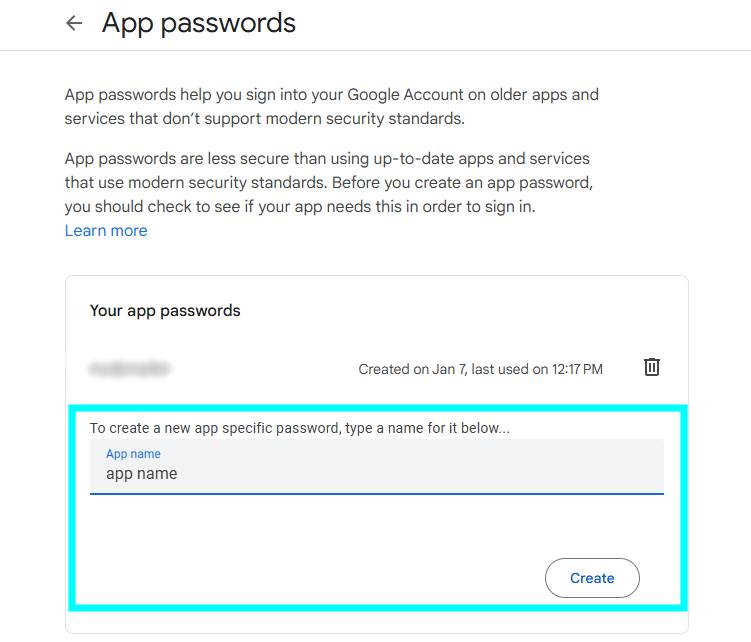 App passwords
App passwords help you sign into your Google Account on older apps and
services that don’t support modern security standards.
App passwords are less secure than using up-to-date apps and services
that use modern security standards. Before you create an app password,
you should check to see if your app needs this in order to sign in.
Learn more
Your app passwords
Created on Jan 7, last used on 12:17 PM
To create a new app specific password, type a name for it below...
App name
app name
Create